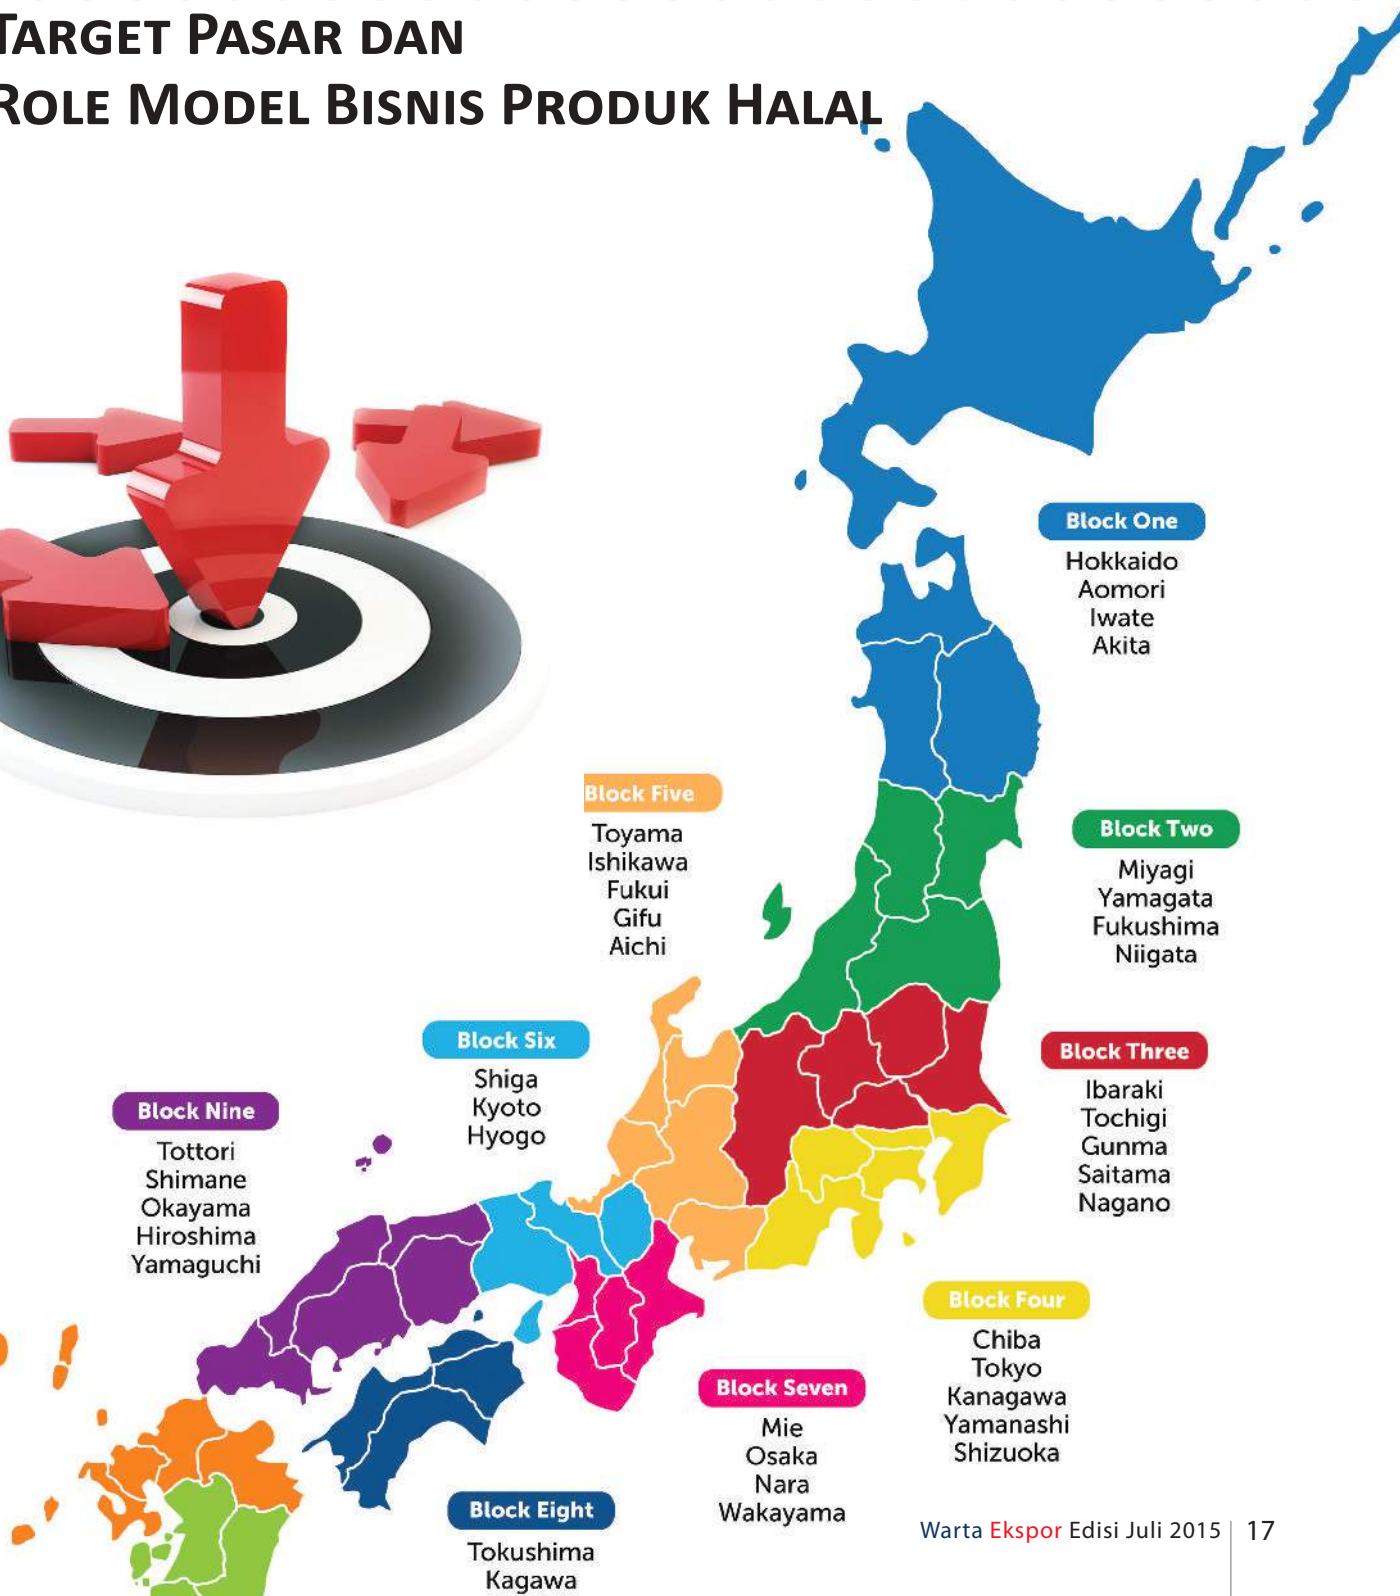 TARGET PASAR DAN
ROLE MODEL BISNIS PRODUK HALAL
Block One
Hokkaido
Aomori
Iwate
Akita
Block Two
Miyagi
Yamagata
Fukushima
Niigata
Block Three
Ibaraki
Tochigi
Gunma
Saitama
Nagano
Block Four
Chiba
Tokyo
Kanagawa
Yamanashi
Shizuoka
Block Five
Toyama
Ishikawa
Fukui
Gifu
Aichi
Block Six
Shiga
Kyoto
Hyogo
Block Seven
Mie
Osaka
Nara
Wakayama
Block Eight
Tokushima
Kagawa
Block Nine
Tottori
Shimane
Okayama
Hiroshima
Yamaguchi
Warta Ekspor Edisi Juli 2015 17